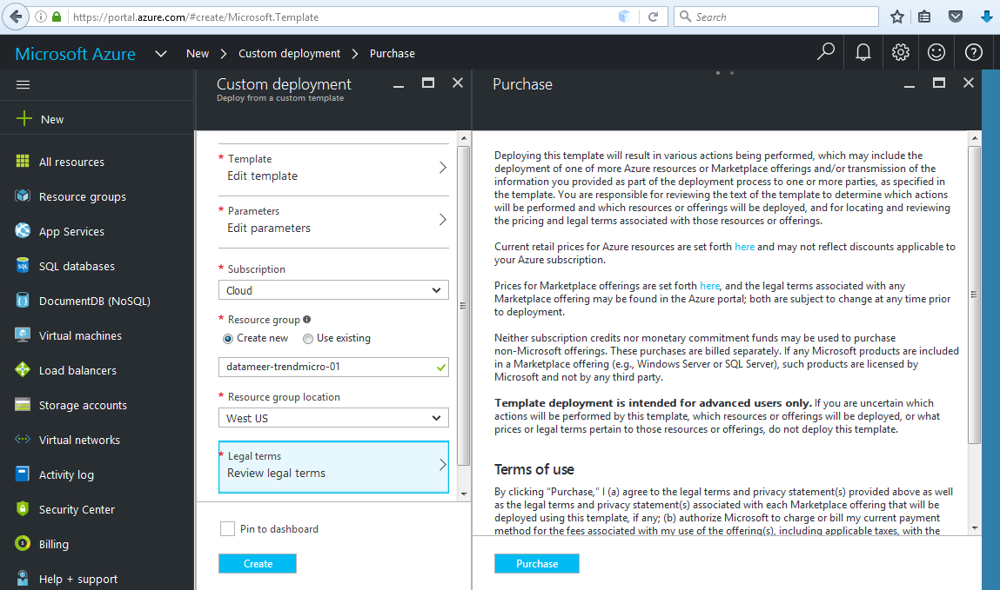 https://portal.azure.com/#create/Microsoft.Template
Search
Microsoft Azure
New
Custom deployment
Purchase
New
All resources
Resource groups
App Services
SQL
SQL databases
DocumentDB (NoSQL)
Virtual machines
Load balancers
Storage accounts
Virtual networks
Activity log
Security Center
Billing
Help + support
Custom deployment
Deploy from a custom template
* Template
Edit template
* Parameters
Edit parameters
* Subscription
Cloud
* Resource group
Create new
Use existing
datameer-trendmicro-01
* Resource group location
West US
* Legal terms
Review legal terms
Pin to dashboard
Create
Purchase
Deploying this template will result in various actions being performed, which may include the
deployment of one or more Azure resources or Marketplace offerings and/or transmission of the
information you provided as part of the deployment process to one or more parties, as specified in
the template. You are responsible for reviewing the text of the template to determine which actions
will be performed and which resources or offerings will be deployed, and for locating and reviewing
the pricing and legal terms associated with those resources or offerings.
Current retail prices for Azure resources are set forth here and may not reflect discounts applicable to
your Azure subscription.
Prices for Marketplace offerings are set forth here, and the legal terms associated with any
Marketplace offering may be found in the Azure portal; both are subject to change at any time prior
to deployment.
Neither subscription credits nor monetary commitment funds may be used to purchase
non-Microsoft offerings. These purchases are billed separately. If any Microsoft products are included
in a Marketplace offering (e.g., Windows Server or SQL Server), such products are licensed by
Microsoft and not by any third party.
Template deployment is intended for advanced users only. If you are uncertain which
actions will be performed by this template, which resources or offerings will be deployed, or what
prices or legal terms pertain to those resources or offerings, do not deploy this template.
Terms of use
By clicking “Purchase,” I (a) agree to the legal terms and privacy statement(s) provided above as well
as the legal terms and privacy statement(s) associated with each Marketplace offering that will be
deployed using this template, if any; (b) authorize Microsoft to charge or bill my current payment
method for the fees associated with my use of the offering(s), including applicable taxes, with the
Purchase